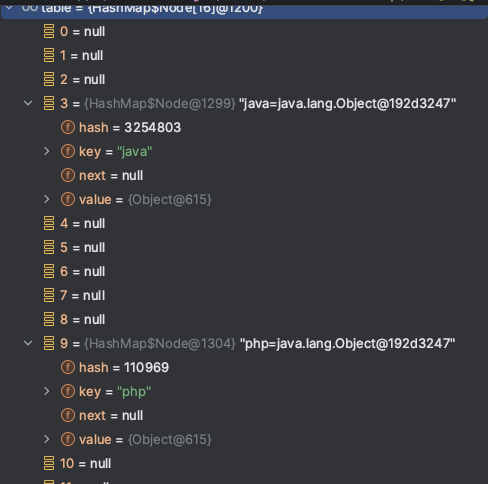 table = {HashMap$Node[16]@1200}
0 = null
1 = null
2 = null
3 = {HashMap$Node@1299} "java=java.lang.Object@192d3247"
f hash = 3254803
f key = "java"
f next = null
f value = {Object@615}
4 = null
5 = null
6 = null
7 = null
8 = null
9 = {HashMap$Node@1304} "php=java.lang.Object@192d3247"
f hash = 110969
f key = "php"
f next = null
f value = {Object@615}
10 = null